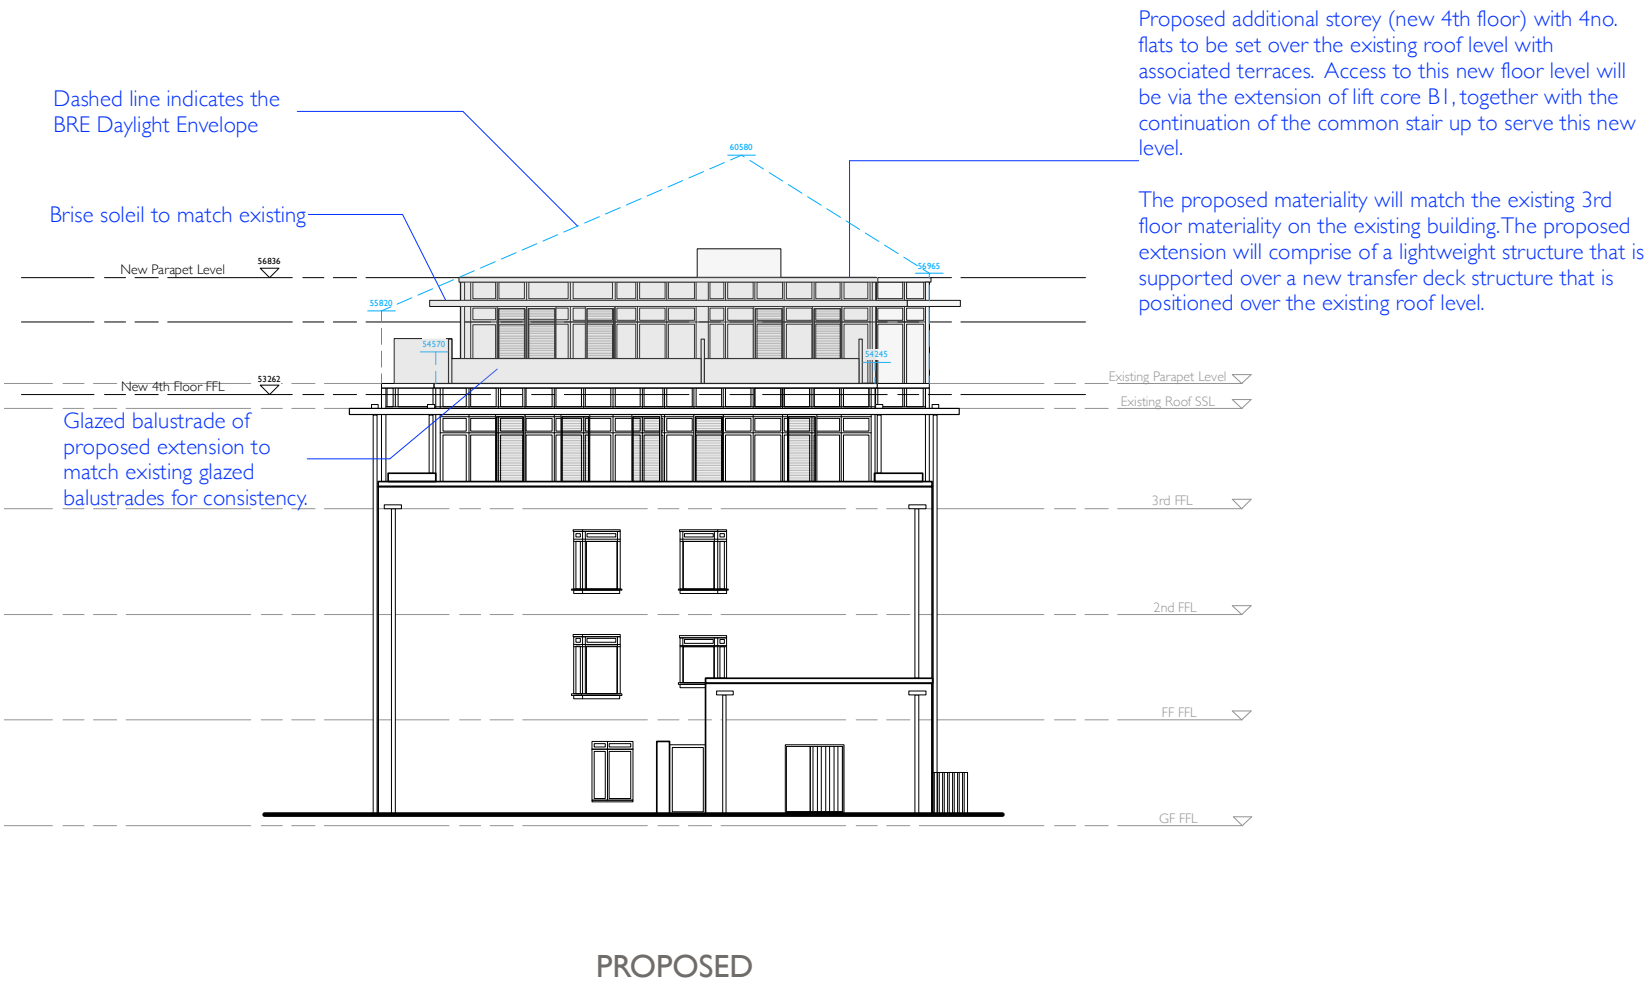 Proposed additional storey (new 4th floor) with 4no.
flats to be set over the existing roof level with
associated terraces. Access to this new floor level will
be via the extension of lift core B1, together with the
continuation of the common stair up to serve this new
level.
The proposed materiality will match the existing 3rd
floor materiality on the existing building. The proposed
extension will comprise of a lightweight structure that is
supported over a new transfer deck structure that is
positioned over the existing roof level.
Dashed line indicates the
BRE Daylight Envelope
60580
Brise soleil to match existing
New Parapet Level
56836
56965
55820
54570
54245
New 4th Floor FFL
53262
Existing Parapet Level
Existing Roof SSL
Glazed balustrade of
proposed extension to
match existing glazed
balustrades for consistency.
3rd FFL
2nd FFL
FF FFL
GF FFL
PROPOSED